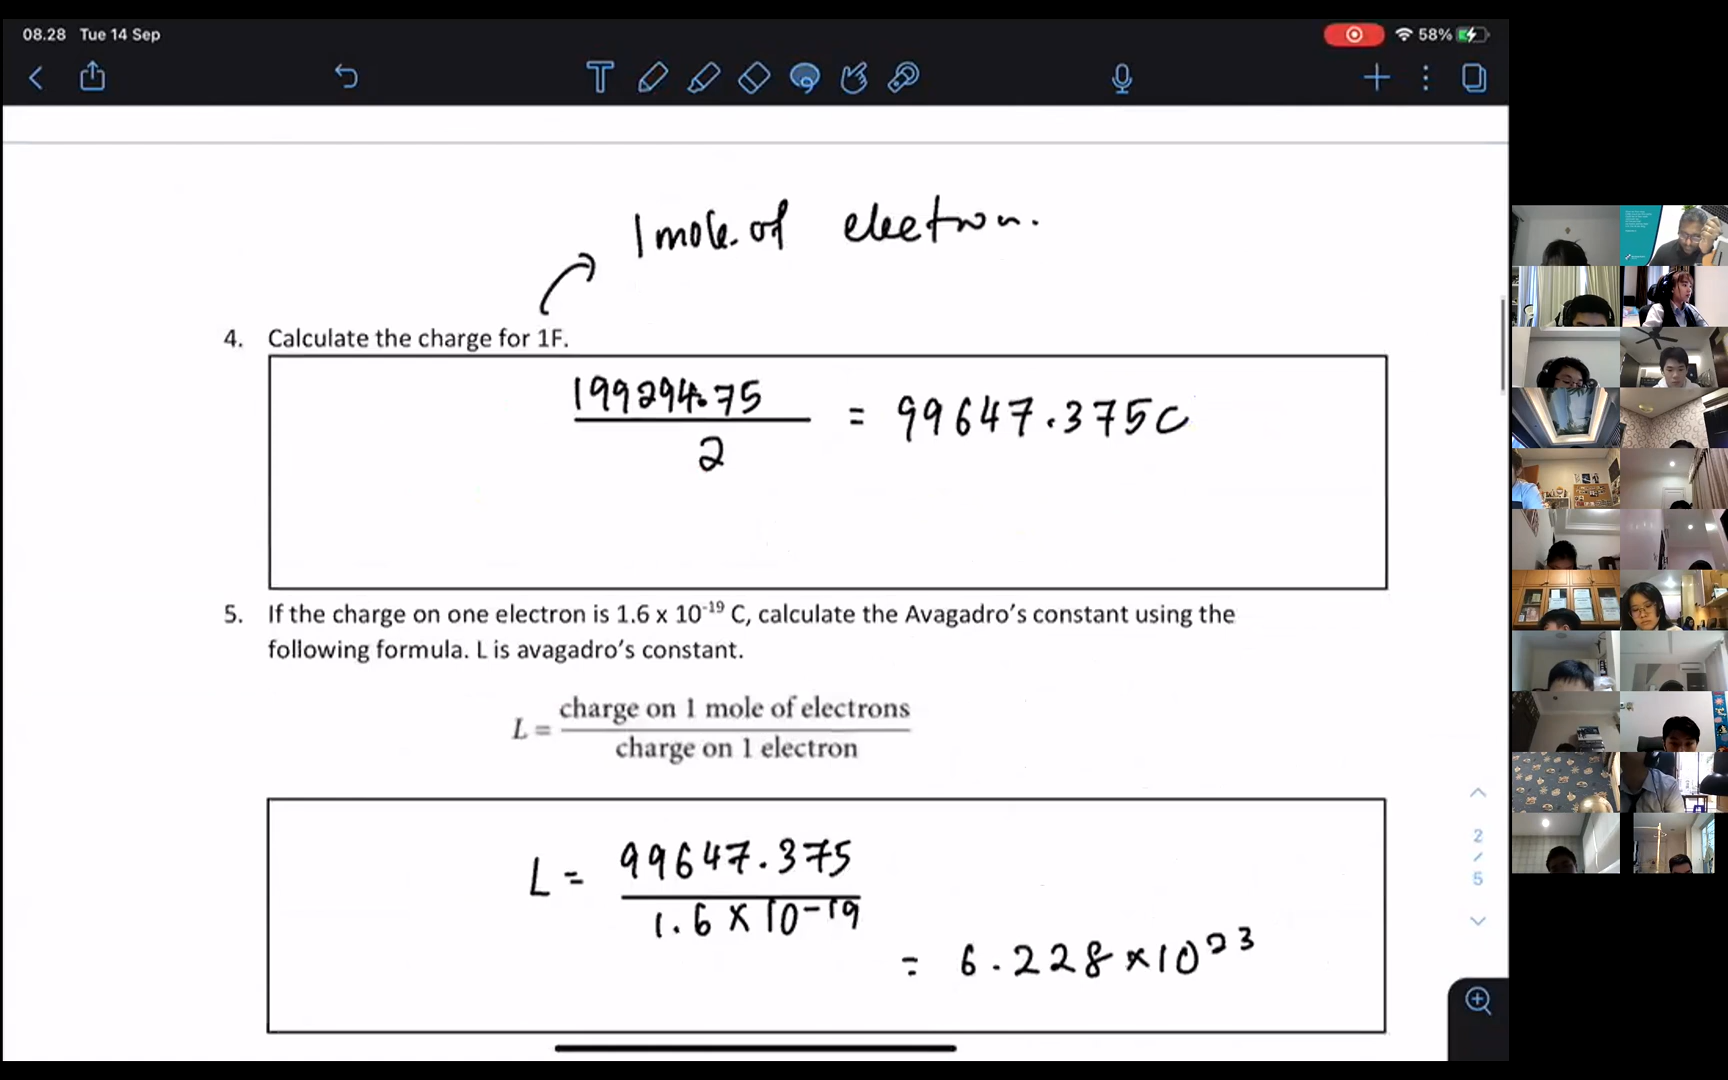 08.28 Tue 14 Sep
58%
1 mole of electron.
4. Calculate the charge for 1F.
199294.75
= 99647.375C
2
5. If the charge on one electron is 1.6 x 10⁻¹⁹ C, calculate the Avagadro's constant using the
following formula. L is avagadro's constant.
L = charge on 1 mole of electrons
charge on 1 electron
L = 99647.375
1.6 × 10⁻¹⁹
= 6.228 × 10²³
2
/
5